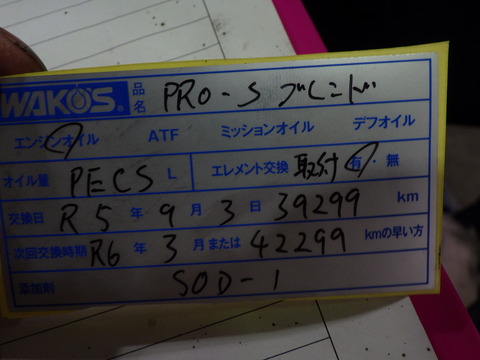 WAKO'S 品名 PRO-S ブレンド
エンジンオイル ATF ミッションオイル デフオイル
オイル量 PECS L エレメント交換 取付 有・無
交換日 R5年 9月 3日 39299 km
次回交換時期 R6年 3月または 42299 kmの早い方
添加剤 SOD-1